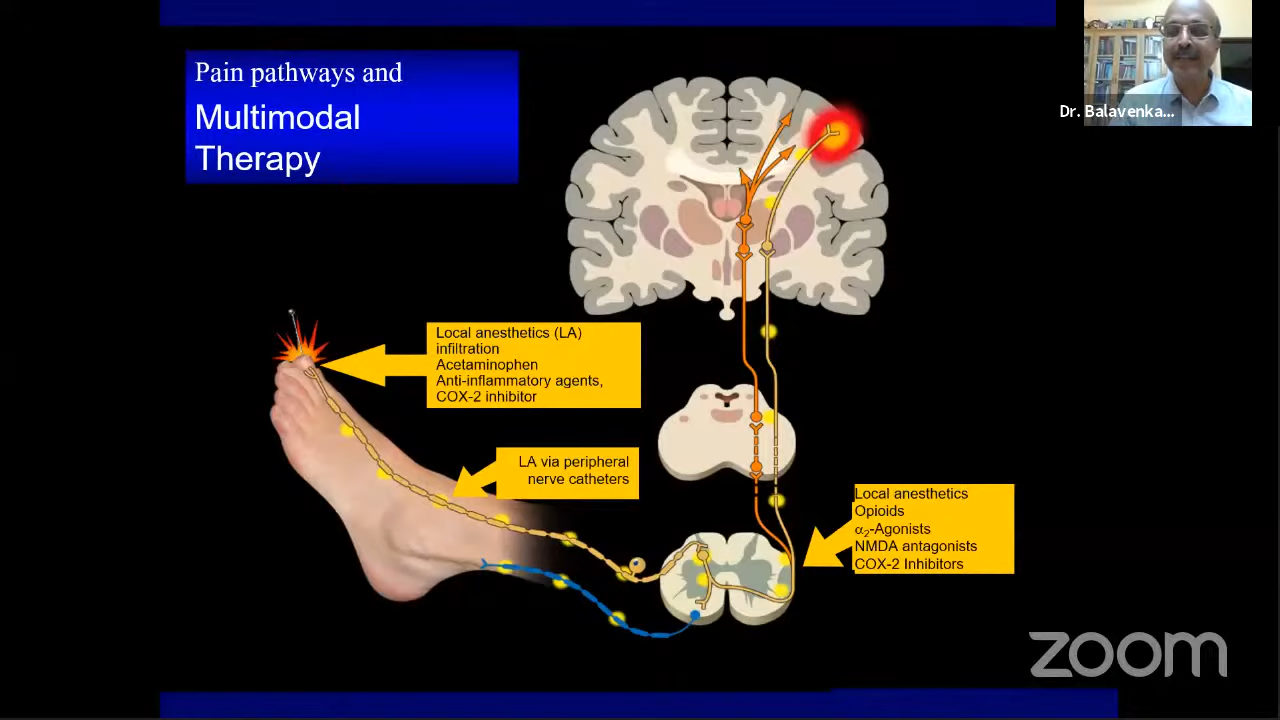 Pain pathways and
Multimodal
Therapy
Dr. Balavenka...
Local anesthetics (LA)
infiltration
Acetaminophen
Anti-inflammatory agents,
COX-2 inhibitor
LA via peripheral
nerve catheters
Local anesthetics
Opioids
α2-Agonists
NMDA antagonists
COX-2 Inhibitors
zoom